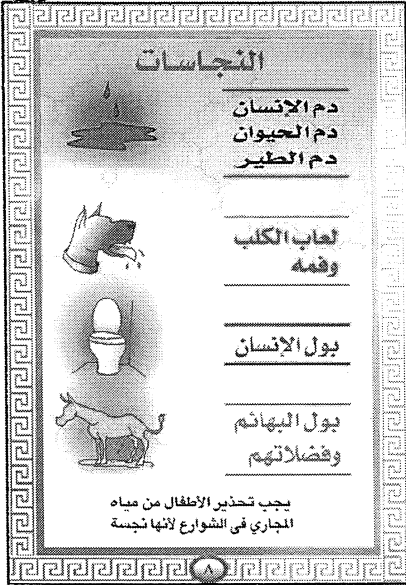 النجاسات
دم الإنسان
دم الحيوان
دم الطير
لعاب الكلب
وفمه
بول الإنسان
بول البهائم
وفضلاتهم
يجب تحذير الأطفال من مياه
المجاري فى الشوارع لأنها نجسة
٨